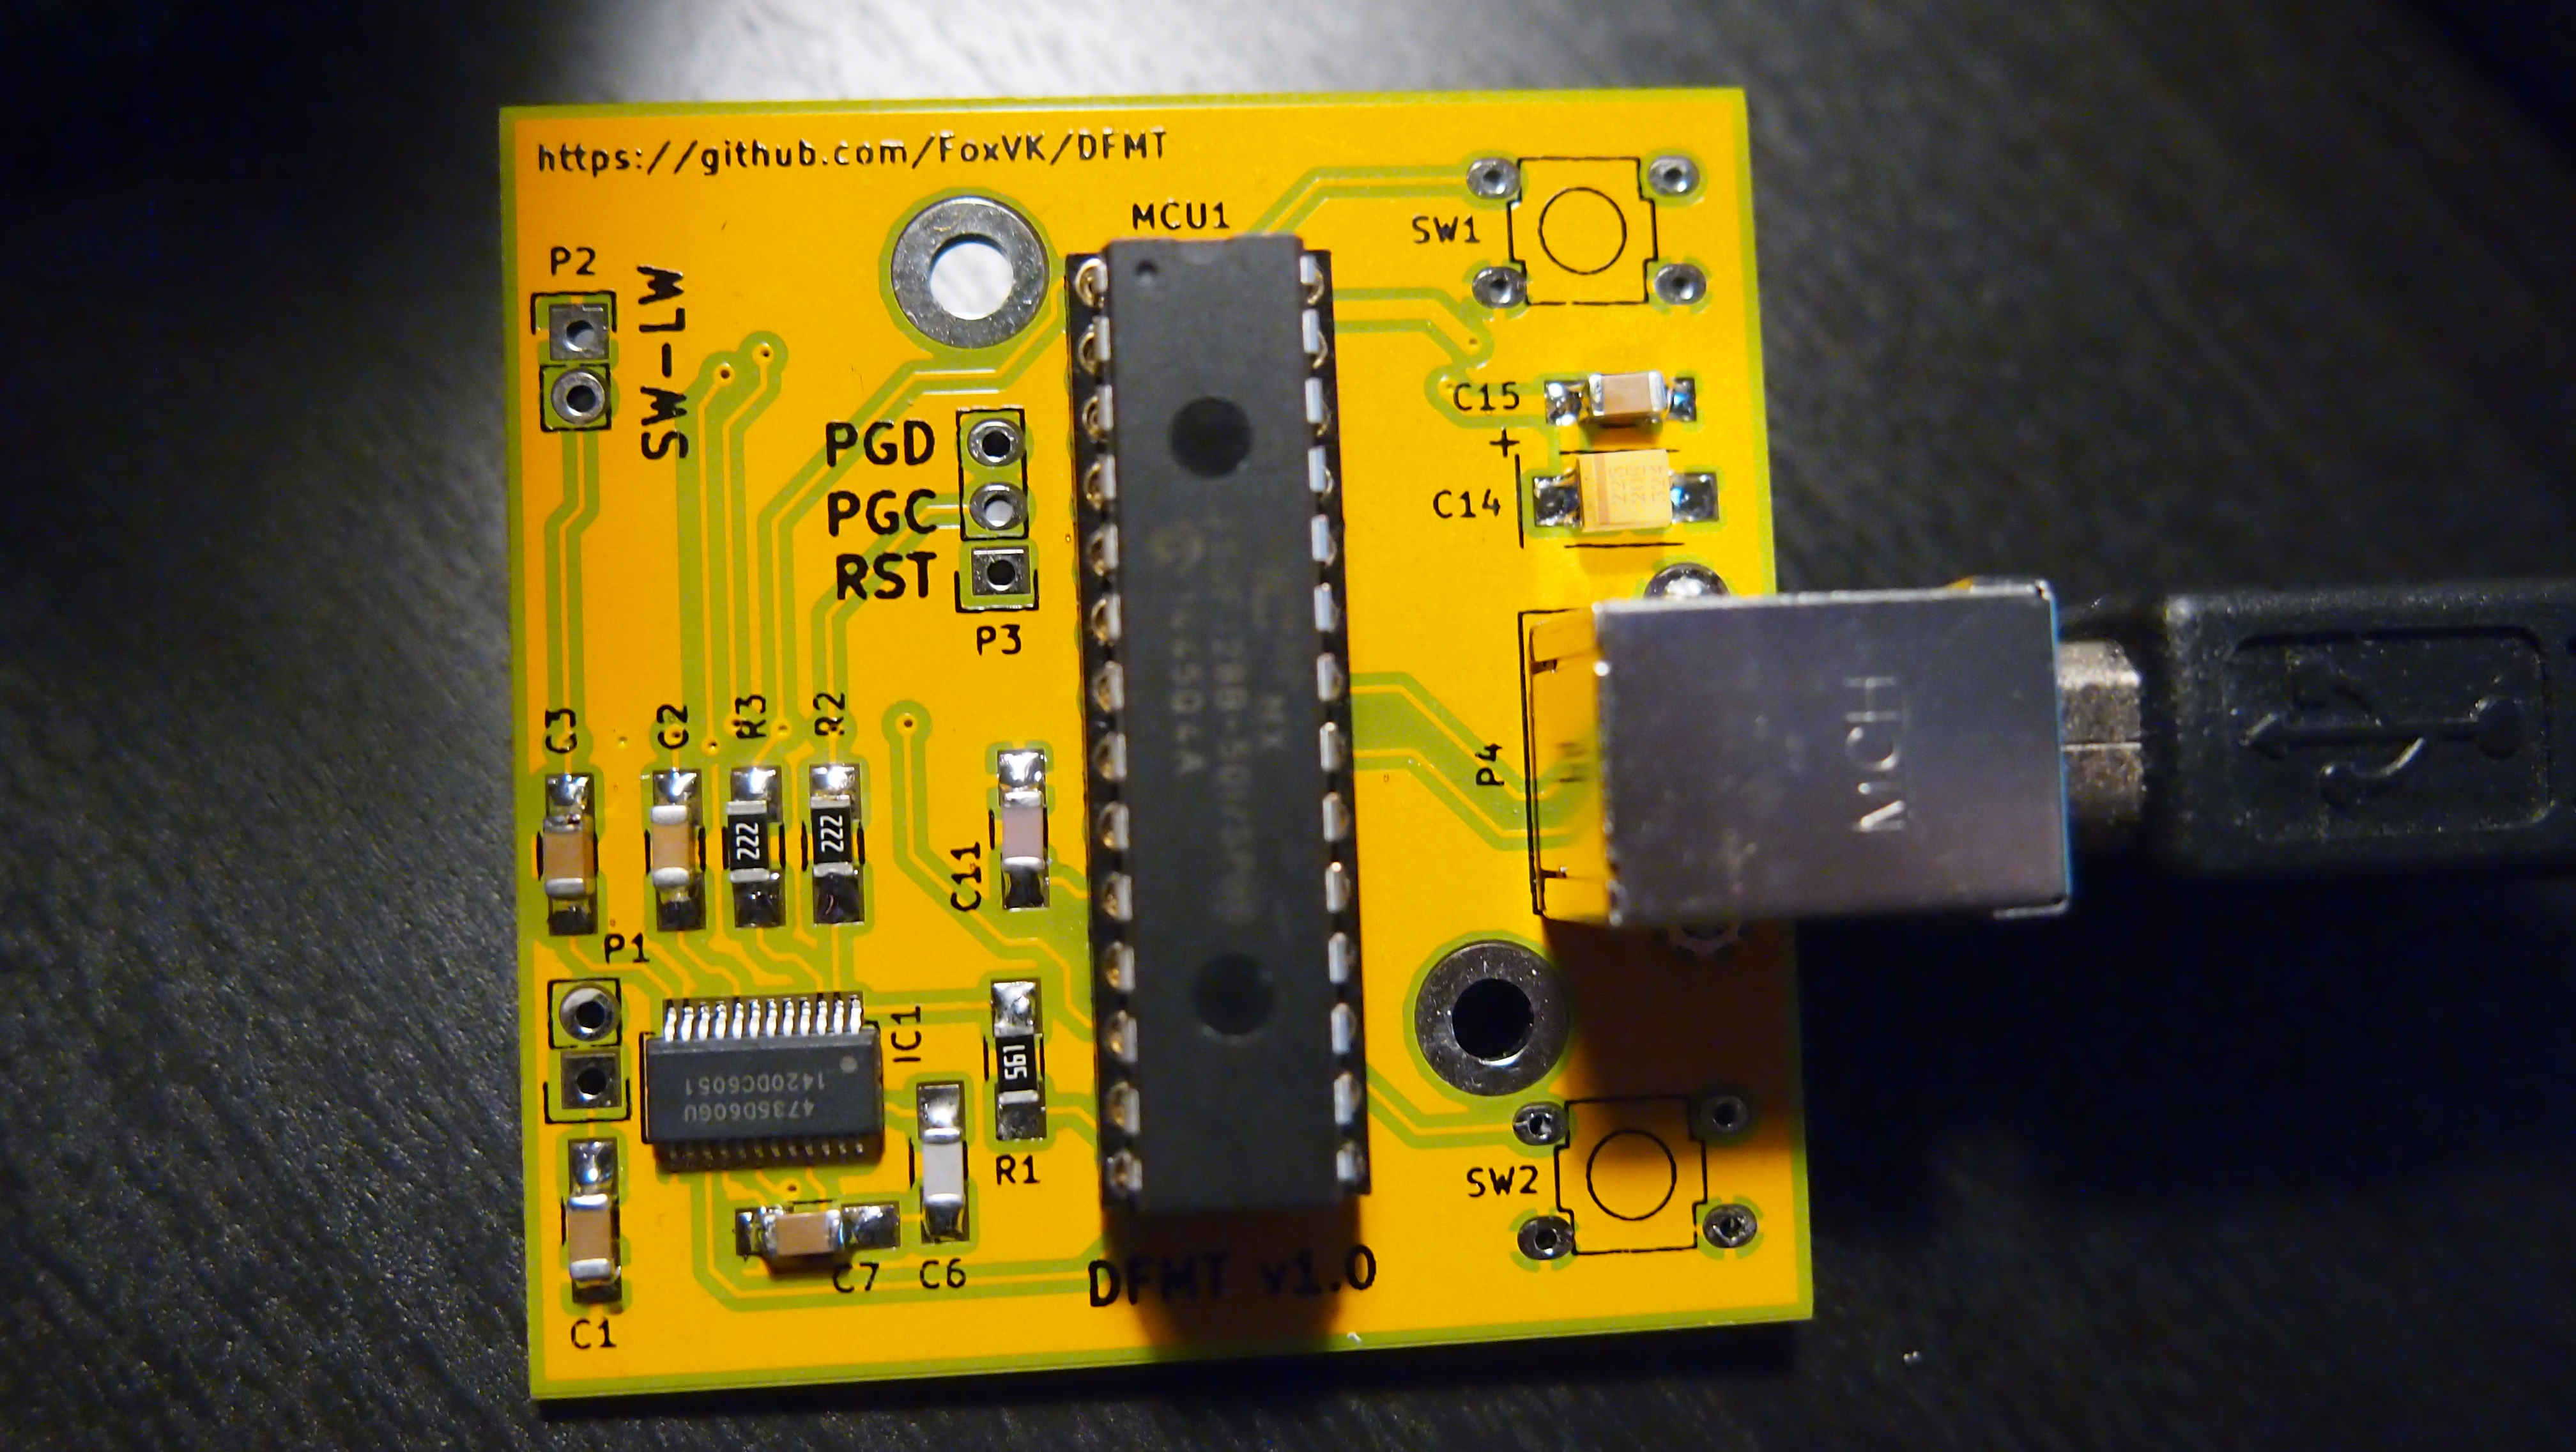 https://github.com/FoxVK/DFMT
MCU1
SW1
P2
SW-LW
C15
+
C14
PGD
PGC
RST
P3
C3
C2
R3
R2
222
222
C11
P4
P1
IC1
4735D60GU
1420DC6051
561
R1
SW2
C7
C6
DFMT v1.0
C1